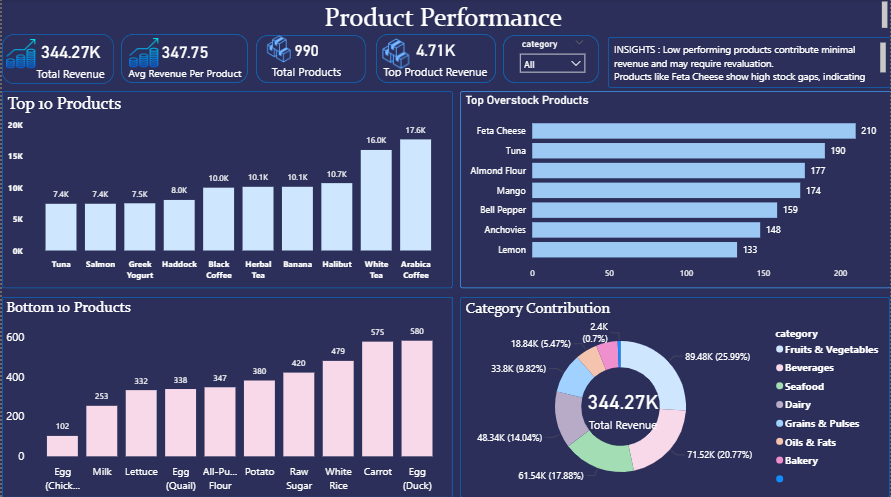 Product Performance
344.27K
Total Revenue
347.75
Avg Revenue Per Product
990
Total Products
4.71K
Top Product Revenue
category
All
INSIGHTS : Low performing products contribute minimal
revenue and may require revaluation.
Products like Feta Cheese show high stock gaps, indicating
Top 10 Products
20K
15K
10K
5K
0K
7.4K
7.4K
7.5K
8.0K
10.0K
10.1K
10.1K
10.7K
16.0K
17.6K
Tuna
Salmon
Greek
Yogurt
Haddock
Black
Coffee
Herbal
Tea
Banana
Halibut
White
Tea
Arabica
Coffee
Top Overstock Products
Feta Cheese 210
Tuna 190
Almond Flour 177
Mango 174
Bell Pepper 159
Anchovies 148
Lemon 133
0 50 100 150 200
Bottom 10 Products
600
400
200
0
102
253
332
338
347
380
420
479
575
580
Egg
(Chick...
Milk
Lettuce
Egg
(Quail)
All-Pu...
Flour
Potato
Raw
Sugar
White
Rice
Carrot
Egg
(Duck)
Category Contribution
2.4K
(0.7%)
18.84K (5.47%)
33.8K (9.82%)
48.34K (14.04%)
61.54K (17.88%)
71.52K (20.77%)
89.48K (25.99%)
344.27K
Total Revenue
category
Fruits & Vegetables
Beverages
Seafood
Dairy
Grains & Pulses
Oils & Fats
Bakery